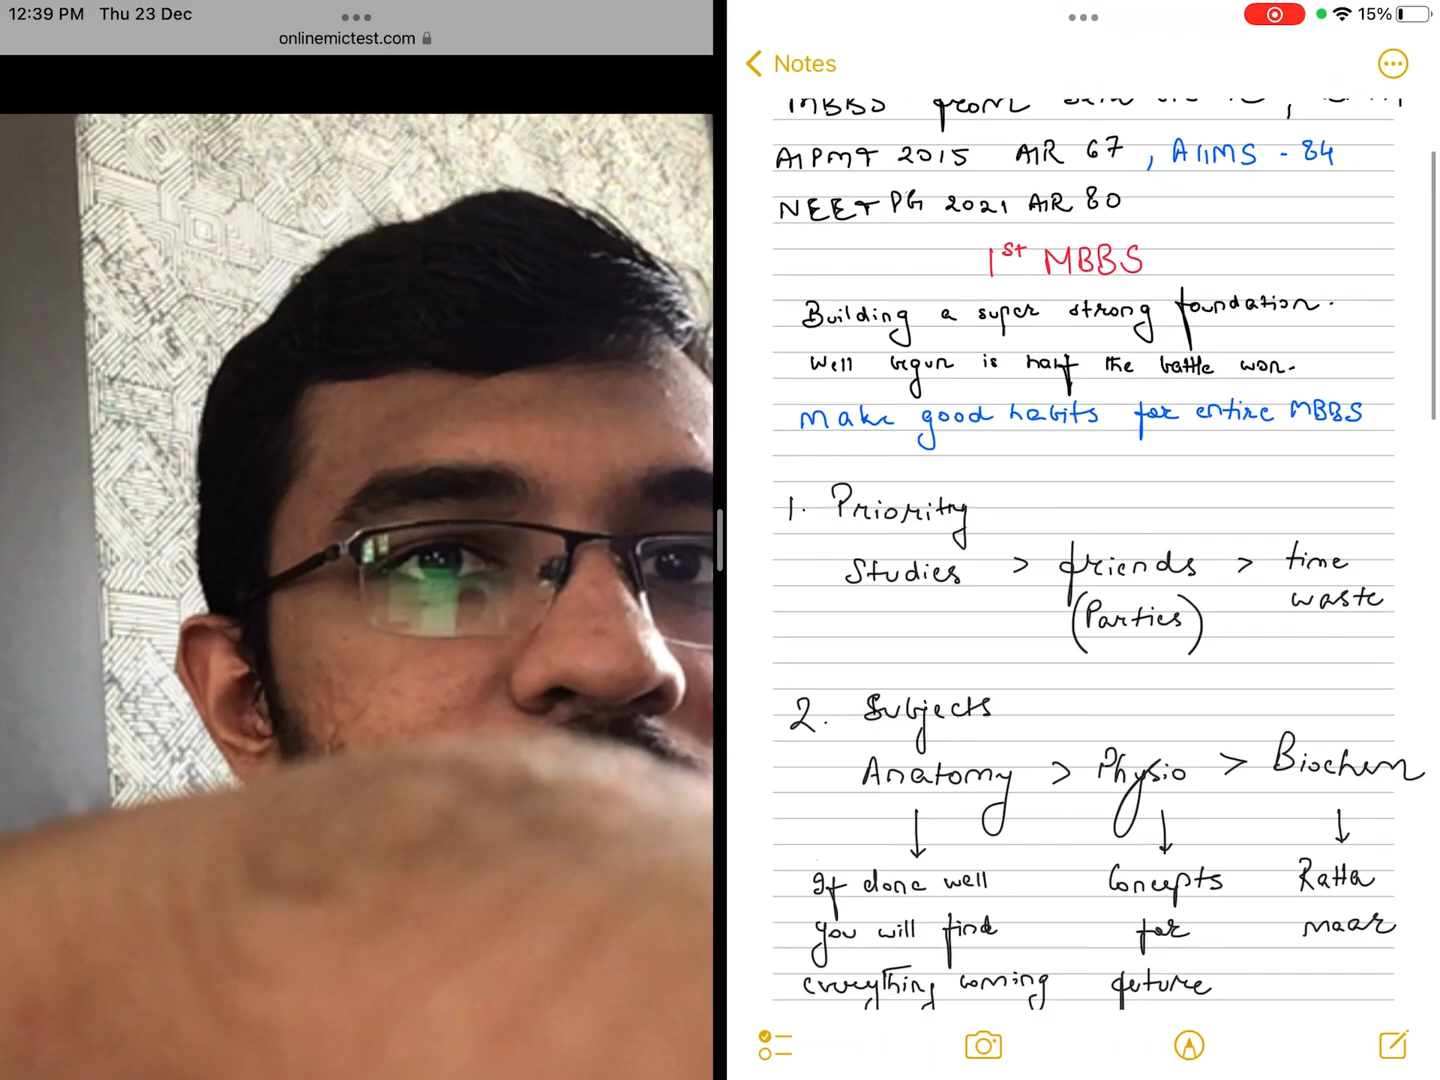 12:39 PM Thu 23 Dec
onlinemictest.com
15%
Notes
MBBS from
AIPMT 2015 AIR 67 , AIIMS - 84
NEET PG 2021 AIR 80
1st MBBS
Building a super strong foundation.
Well begun is half the battle won.
Make good habits for entire MBBS
1. Priority
Studies > friends > time waste
(Parties)
2. Subjects
Anatomy > Physio > Biochem
If done well you will find everything coming
Concepts for future
Ratta maar